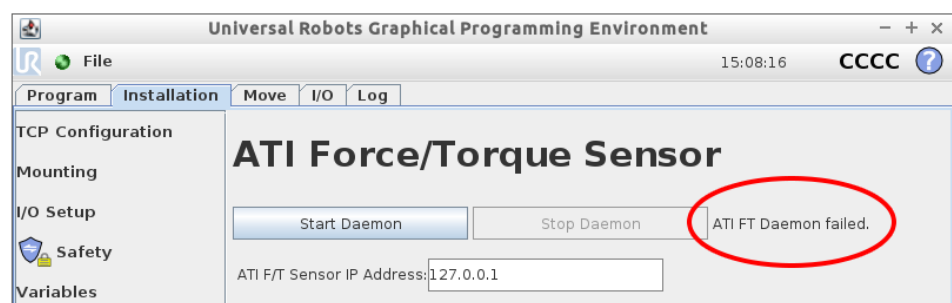 Universal Robots Graphical Programming Environment
UR File 15:08:16 CCCC ?
Program Installation Move I/O Log
TCP Configuration
ATI Force/Torque Sensor
Mounting
I/O Setup
Start Daemon Stop Daemon ATI FT Daemon failed.
Safety
ATI F/T Sensor IP Address: 127.0.0.1
Variables